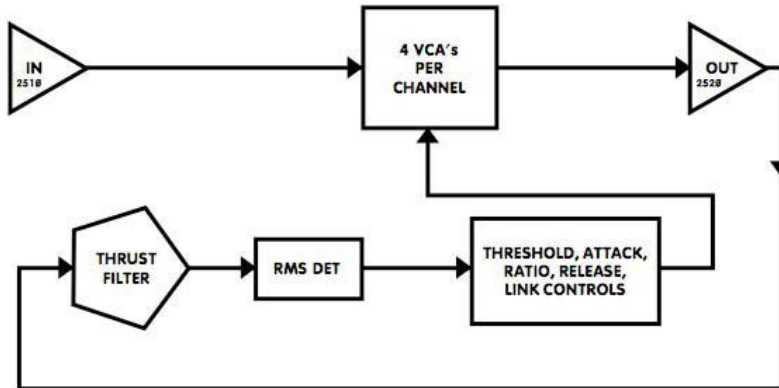 IN
2510
4 VCA's
PER
CHANNEL
OUT
2520
THRUST
FILTER
RMS DET
THRESHOLD, ATTACK,
RATIO, RELEASE,
LINK CONTROLS